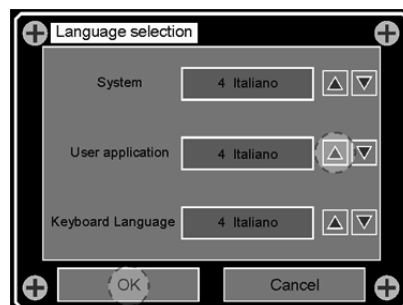 Language selection
System 4 Italiano
User application 4 Italiano
Keyboard Language 4 Italiano
OK Cancel